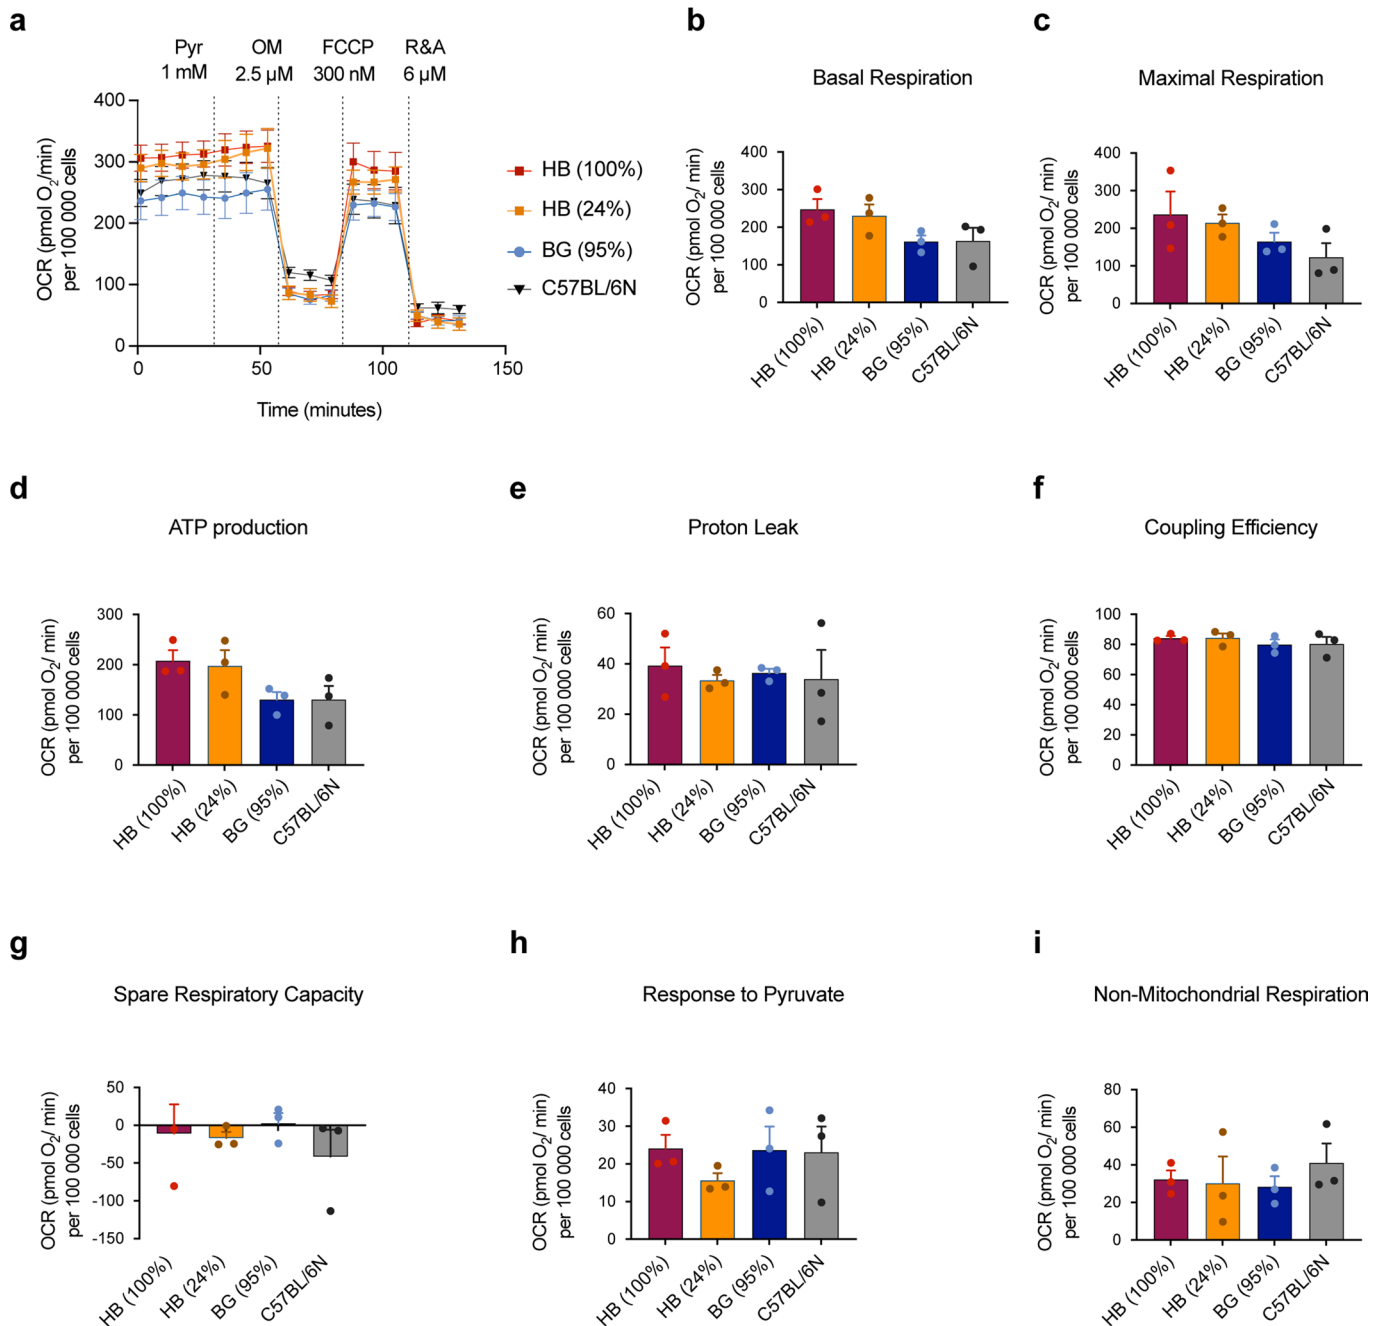 a
Pyr
1 mM
OM
2.5 µM
FCCP
300 nM
R&A
6 µM
OCR (pmol O2/min)
per 100 000 cells
400
300
200
100
0
0
50
100
150
Time (minutes)
HB (100%)
HB (24%)
BG (95%)
C57BL/6N
b
Basal Respiration
OCR (pmol O2/ min)
per 100 000 cells
400
300
200
100
0
HB (100%)
HB (24%)
BG (95%)
C57BL/6N
c
Maximal Respiration
OCR (pmol O2/ min)
per 100 000 cells
400
300
200
100
0
HB (100%)
HB (24%)
BG (95%)
C57BL/6N
d
ATP production
OCR (pmol O2/ min)
per 100 000 cells
300
200
100
0
HB (100%)
HB (24%)
BG (95%)
C57BL/6N
e
Proton Leak
OCR (pmol O2/ min)
per 100 000 cells
60
40
20
0
HB (100%)
HB (24%)
BG (95%)
C57BL/6N
f
Coupling Efficiency
OCR (pmol O2/ min)
per 100 000 cells
100
80
60
40
20
0
HB (100%)
HB (24%)
BG (95%)
C57BL/6N
g
Spare Respiratory Capacity
OCR (pmol O2/ min)
per 100 000 cells
50
0
-50
-100
-150
HB (100%)
HB (24%)
BG (95%)
C57BL/6N
h
Response to Pyruvate
OCR (pmol O2/ min)
per 100 000 cells
40
30
20
10
0
HB (100%)
HB (24%)
BG (95%)
C57BL/6N
i
Non-Mitochondrial Respiration
OCR (pmol O2/ min)
per 100 000 cells
80
60
40
20
0
HB (100%)
HB (24%)
BG (95%)
C57BL/6N